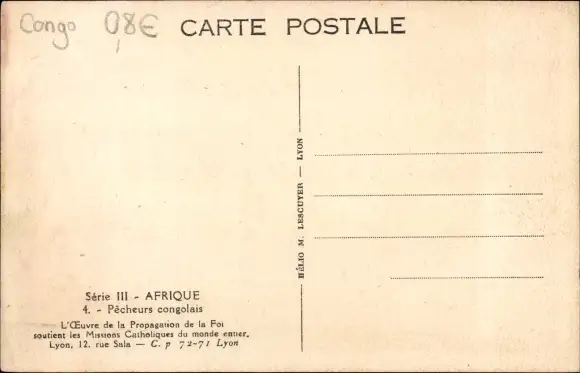 Congo 08€
CARTE POSTALE
HÉLIO M. LESCUYER — LYON
Série III - AFRIQUE
4. - Pêcheurs congolais
L'Œuvre de la Propagation de la Foi
soutient les Missions Catholiques du monde entier.
Lyon, 12, rue Sala — C. p 72-71 Lyon